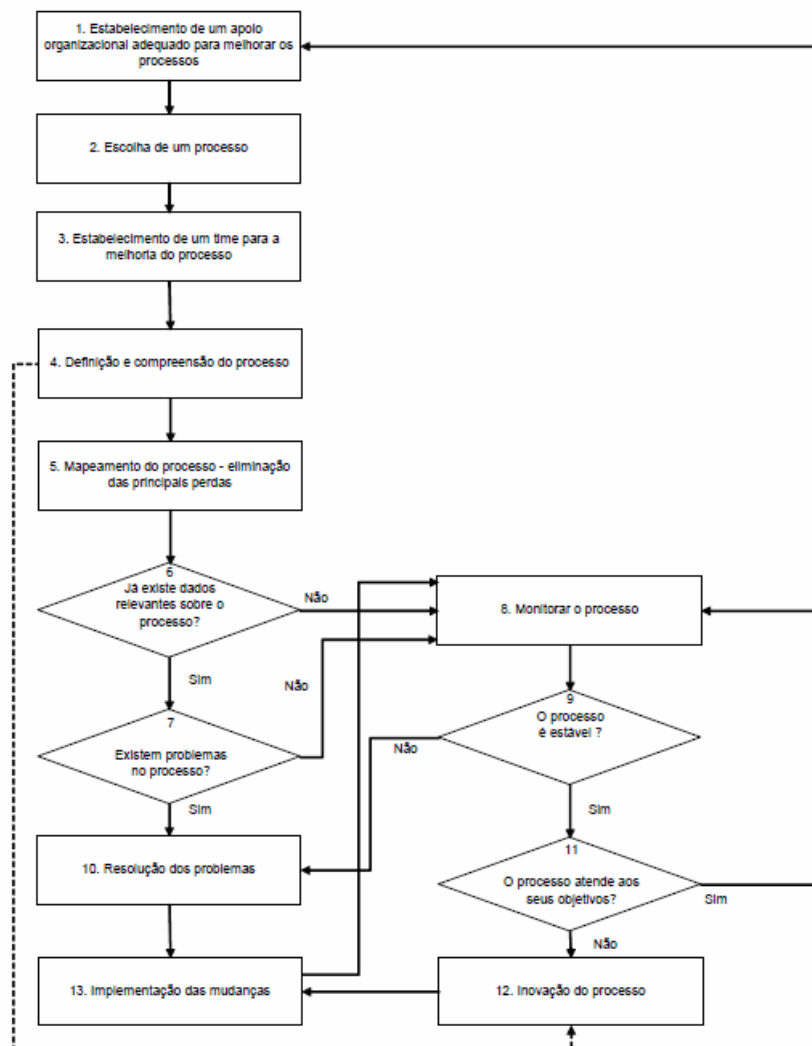 1. Estabelecimento de um apoio
organizacional adequado para melhorar os
processos
2. Escolha de um processo
3. Estabelecimento de um time para a
melhoria do processo
4. Definição e compreensão do processo
5. Mapeamento do processo - eliminação
das principais perdas
6
Já existe dados
relevantes sobre o
processo?
Não
8. Monitorar o processo
Sim
Não
9
O processo
é estável ?
7
Existem problemas
no processo?
Não
Sim
Sim
10. Resolução dos problemas
11
O processo atende aos
seus objetivos?
Sim
Não
13. Implementação das mudanças
12. Inovação do processo